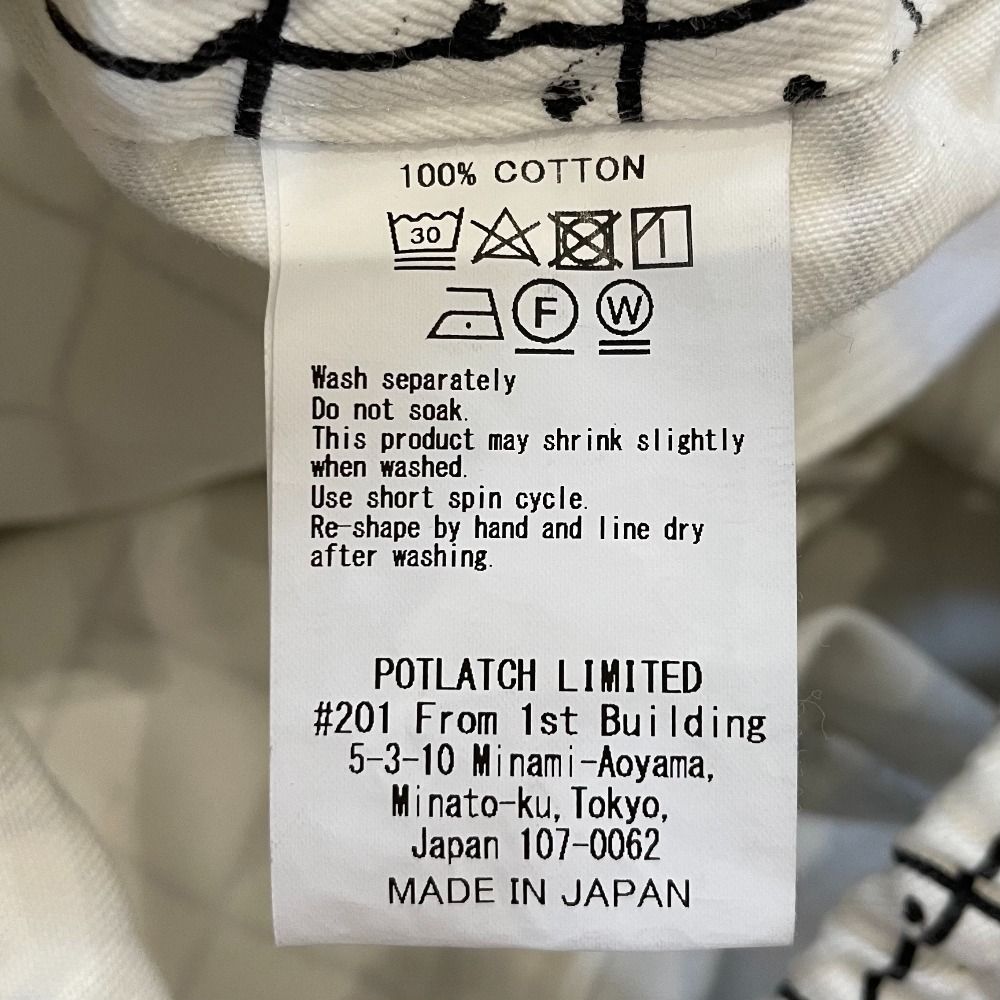 100% COTTON
30
F W
Wash separately
Do not soak.
This product may shrink slightly
when washed.
Use short spin cycle.
Re-shape by hand and line dry
after washing.
POTLATCH LIMITED
#201 From 1st Building
5-3-10 Minami-Aoyama,
Minato-ku, Tokyo,
Japan 107-0062
MADE IN JAPAN